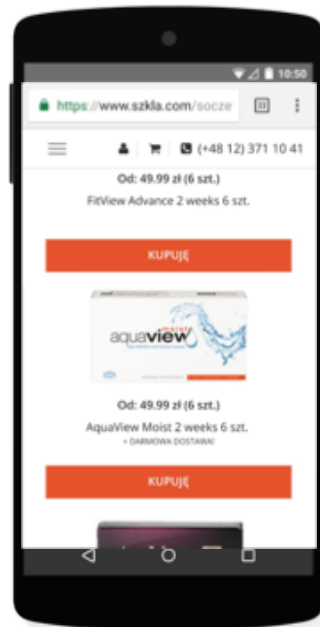 10:50
https://www.szkla.com/socze
(+48 12) 371 10 41
Od: 49.99 zł (6 szt.)
FitView Advance 2 weeks 6 szt.
KUPUJĘ
moist
aquaview
Od: 49.99 zł (6 szt.)
AquaView Moist 2 weeks 6 szt.
+ DARMOWA DOSTAWA!
KUPUJĘ